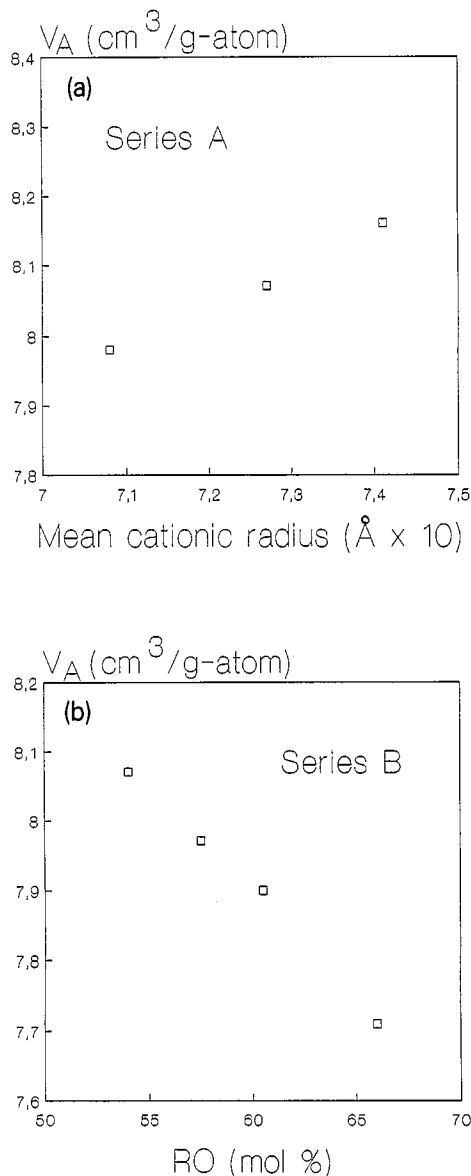 V_A (cm³/g-atom)
8,4
(a)
Series A
8,3
8,2
8,1
8
7,9
7,8
7 7,1 7,2 7,3 7,4 7,5
Mean cationic radius (Å x 10)
V_A (cm³/g-atom)
8,2
(b)
Series B
8,1
8
7,9
7,8
7,7
7,6
50 55 60 65 70
RO (mol %)